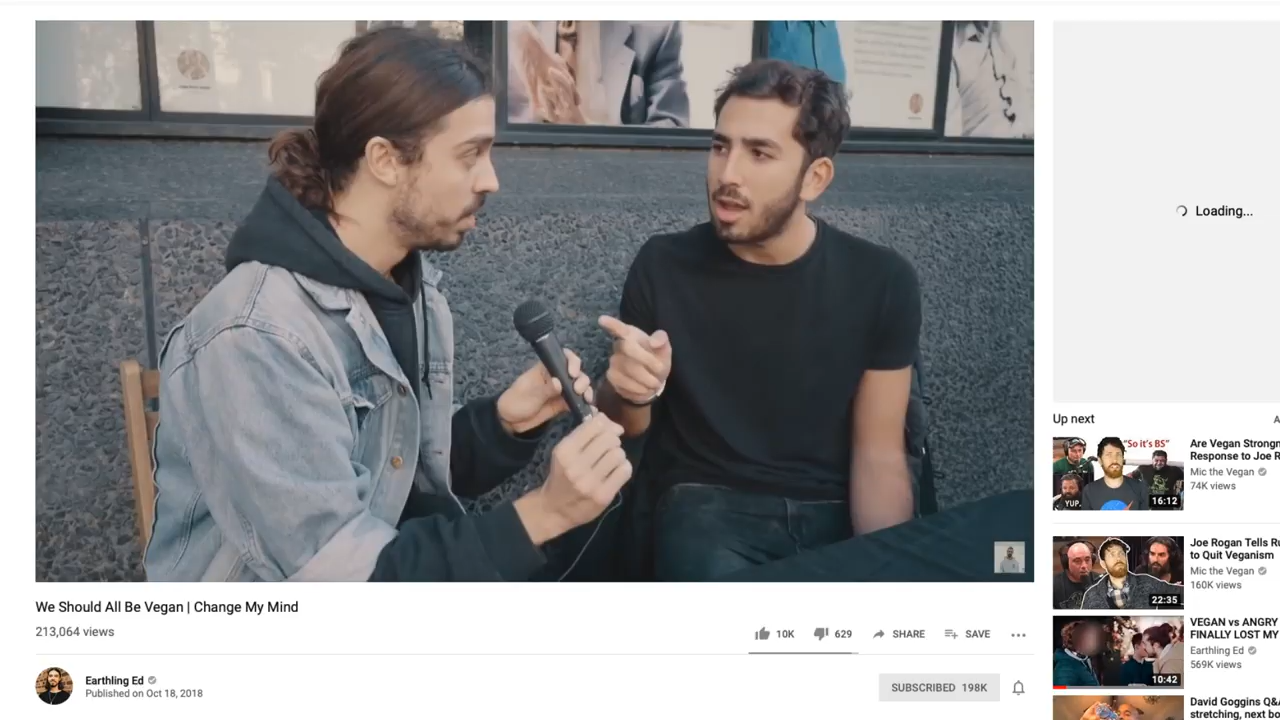 Loading...
We Should All Be Vegan | Change My Mind
213,064 views
10K
629
SHARE
SAVE
Earthling Ed
Published on Oct 18, 2018
SUBSCRIBED 198K
Up next
A
"So it's BS"
YUP.
16:12
Are Vegan Strong
Response to Joe R
Mic the Vegan
74K views
22:35
Joe Rogan Tells Ru
to Quit Veganism
Mic the Vegan
160K views
10:42
VEGAN vs ANGRY
FINALLY LOST MY
Earthling Ed
569K views
David Goggins Q&A
stretching, next bo